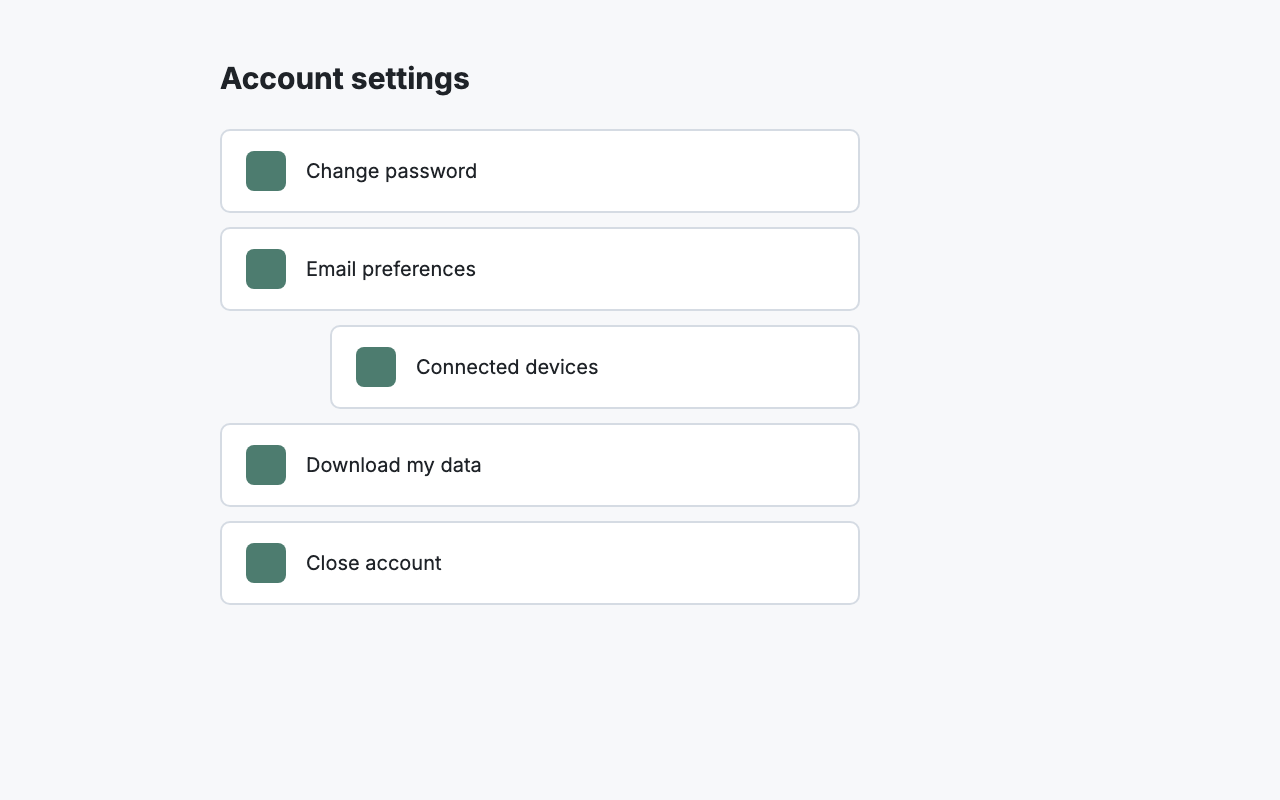 Account settings
Change password
Email preferences
Connected devices
Download my data
Close account